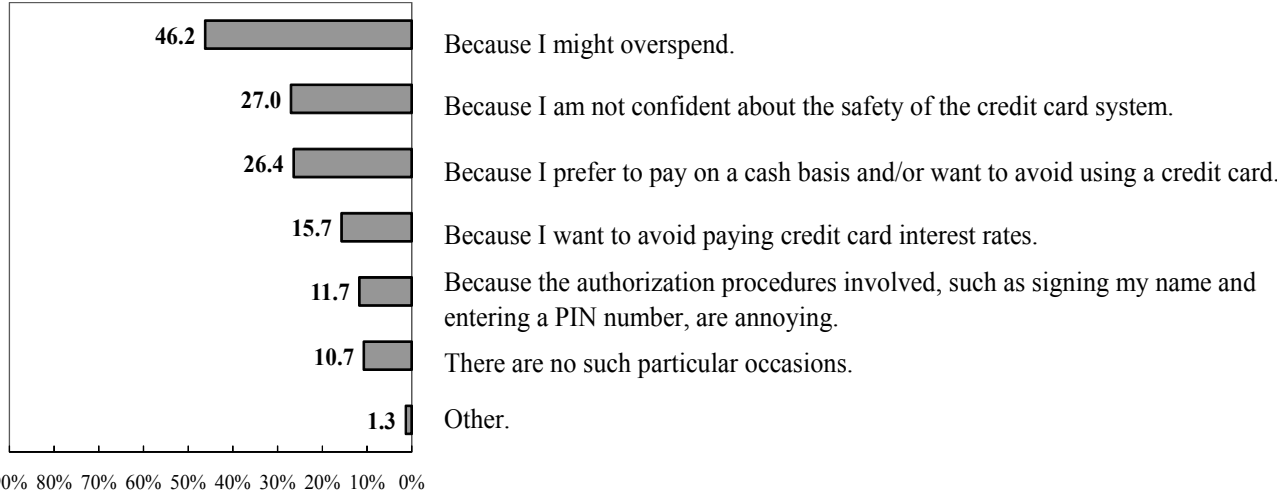 46.2 Because I might overspend.
27.0 Because I am not confident about the safety of the credit card system.
26.4 Because I prefer to pay on a cash basis and/or want to avoid using a credit card.
15.7 Because I want to avoid paying credit card interest rates.
11.7 Because the authorization procedures involved, such as signing my name and
entering a PIN number, are annoying.
10.7 There are no such particular occasions.
1.3 Other.
0% 80% 70% 60% 50% 40% 30% 20% 10% 0%